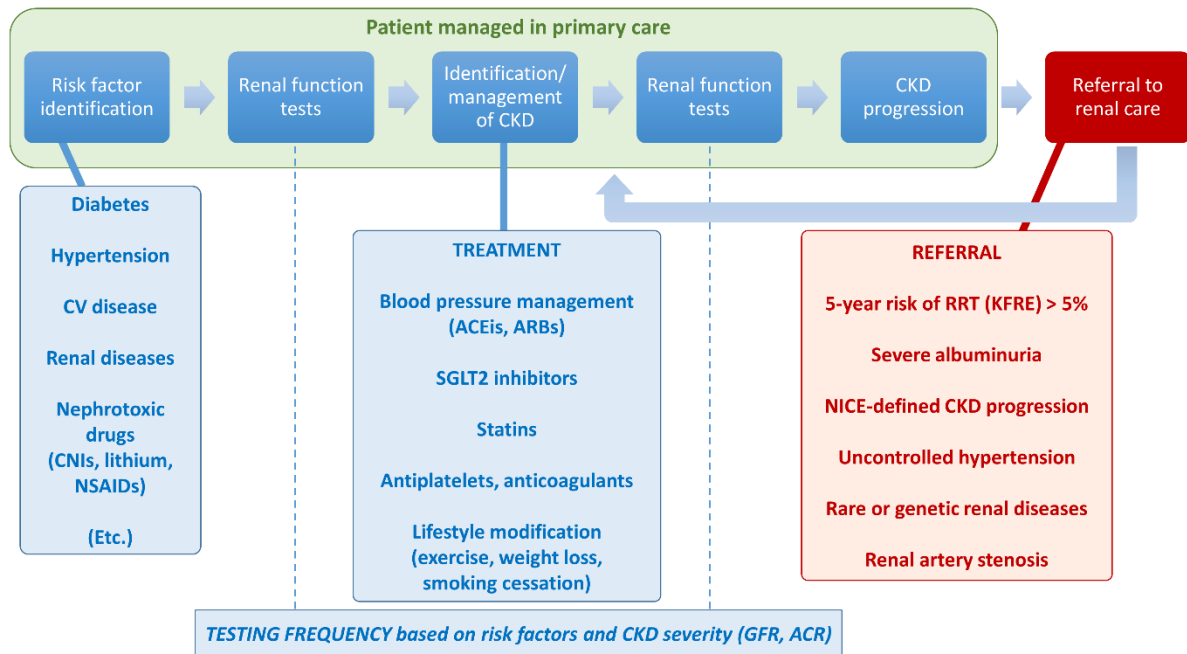 Patient managed in primary care
Risk factor
identification
Renal function
tests
Identification/
management
of CKD
Renal function
tests
CKD
progression
Referral to
renal care
Diabetes
Hypertension
CV disease
Renal diseases
Nephrotoxic
drugs
(CNIs, lithium,
NSAIDs)
(Etc.)
TREATMENT
Blood pressure management
(ACEis, ARBs)
SGLT2 inhibitors
Statins
Antiplatelets, anticoagulants
Lifestyle modification
(exercise, weight loss,
smoking cessation)
REFERRAL
5-year risk of RRT (KFRE) > 5%
Severe albuminuria
NICE-defined CKD progression
Uncontrolled hypertension
Rare or genetic renal diseases
Renal artery stenosis
TESTING FREQUENCY based on risk factors and CKD severity (GFR, ACR)